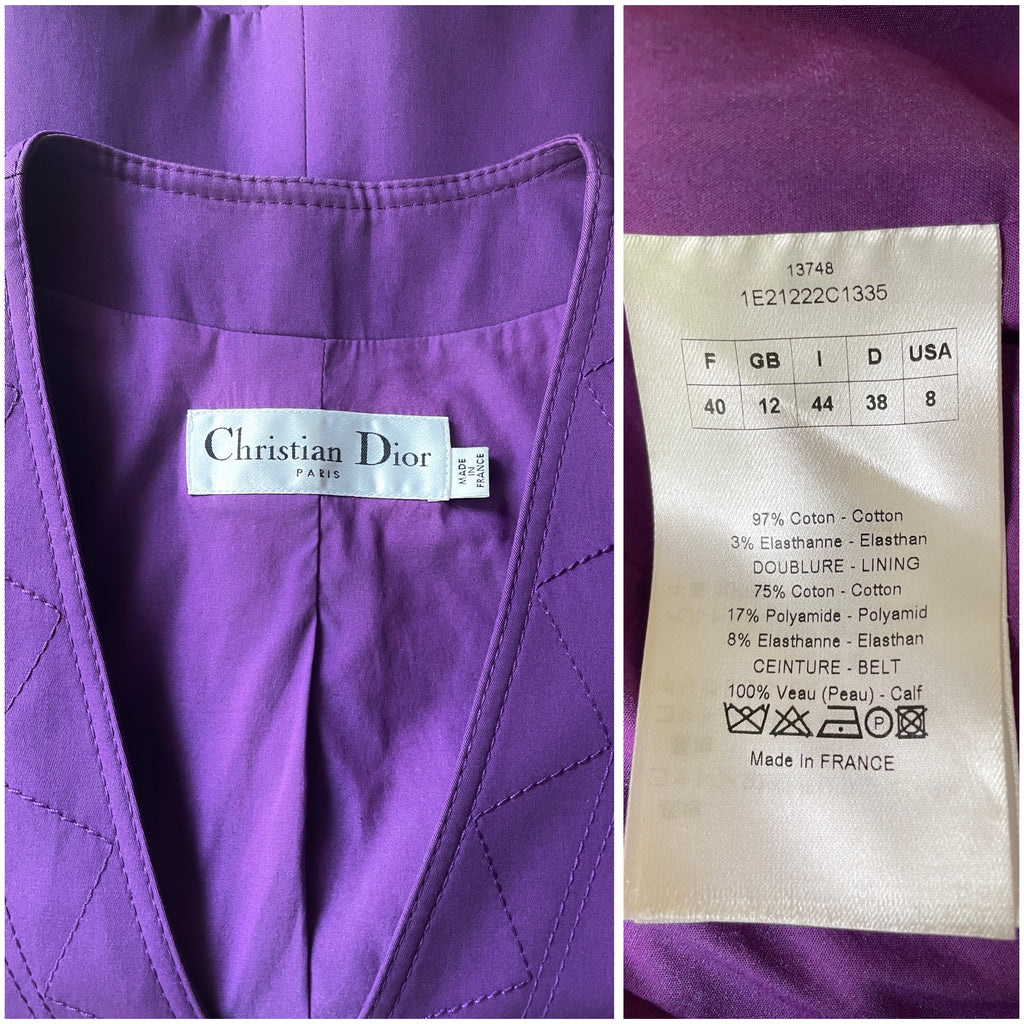 Christian Dior
PARIS
MADE
IN
FRANCE
13748
1E21222C1335
F GB I D USA
40 12 44 38 8
97% Coton - Cotton
3% Elasthanne - Elasthan
DOUBLURE - LINING
75% Coton - Cotton
17% Polyamide - Polyamid
8% Elasthanne - Elasthan
CEINTURE - BELT
100% Veau (Peau) - Calf
P
Made In FRANCE